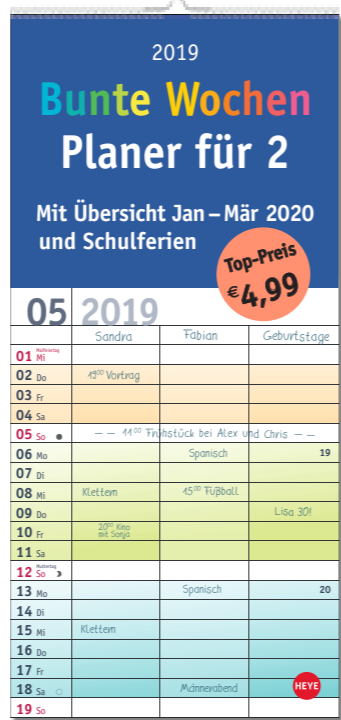 2019
Bunte Wochen
Planer für 2
Mit Übersicht Jan – Mär 2020
und Schulferien
Top-Preis
€4,99
05 2019
Sandra Fabian Geburtstage
01 Maifeiertag Mi
02 Do 19⁰⁰ Vortrag
03 Fr
04 Sa
05 So – – 11⁰⁰ Frühstück bei Alex und Chris – –
06 Mo Spanisch 19
07 Di
08 Mi Klettern 15⁰⁰ Fußball
09 Do Lisa 30!
10 Fr 20⁰⁰ Kino
mit Sonja
11 Sa
12 Muttertag So
13 Mo Spanisch 20
14 Di
15 Mi Klettern
16 Do
17 Fr
18 Sa Männerabend HEYE
19 So